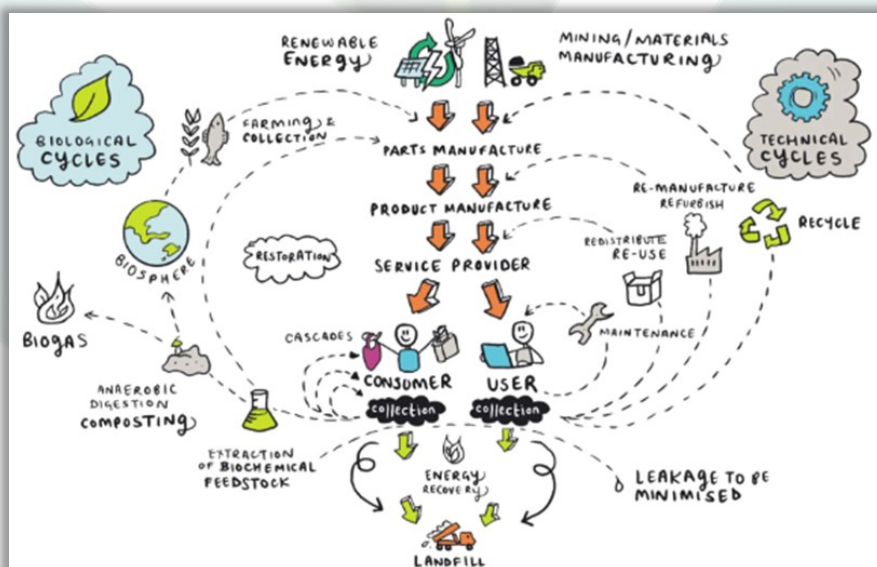 RENEWABLE
ENERGY
MINING/MATERIALS
MANUFACTURING
BIOLOGICAL
CYCLES
TECHNICAL
CYCLES
FARMING &
COLLECTION
PARTS MANUFACTURE
RE-MANUFACTURE
REFURBISH
PRODUCT MANUFACTURE
RECYCLE
BIOSPHERE
RESTORATION
SERVICE PROVIDER
REDISTRIBUTE
RE-USE
BIOGAS
CASCADES
MAINTENANCE
CONSUMER
USER
ANAEROBIC
DIGESTION
COMPOSTING
collection
collection
EXTRACTION
OF BIOCHEMICAL
FEEDSTOCK
ENERGY
RECOVERY
LEAKAGE TO BE
MINIMISED
LANDFILL